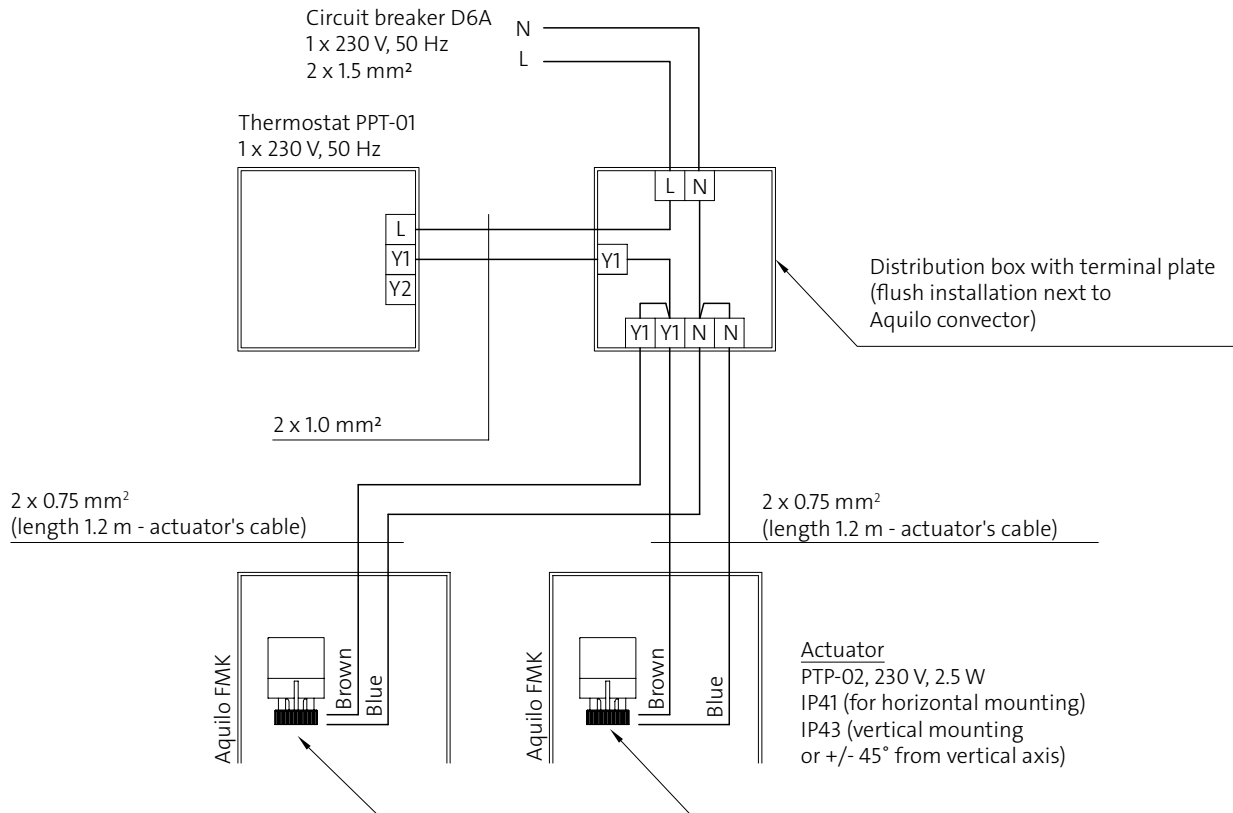 Circuit breaker D6A
1 x 230 V, 50 Hz
2 x 1.5 mm²
N
L
Thermostat PPT-01
1 x 230 V, 50 Hz
L
Y1
Y2
L N
Y1
Y1 Y1 N N
Distribution box with terminal plate
(flush installation next to
Aquilo convector)
2 x 1.0 mm²
2 x 0.75 mm²
(length 1.2 m - actuator's cable)
2 x 0.75 mm²
(length 1.2 m - actuator's cable)
Aquilo FMK
Brown
Blue
Aquilo FMK
Brown
Blue
Actuator
PTP-02, 230 V, 2.5 W
IP41 (for horizontal mounting)
IP43 (vertical mounting
or +/- 45° from vertical axis)